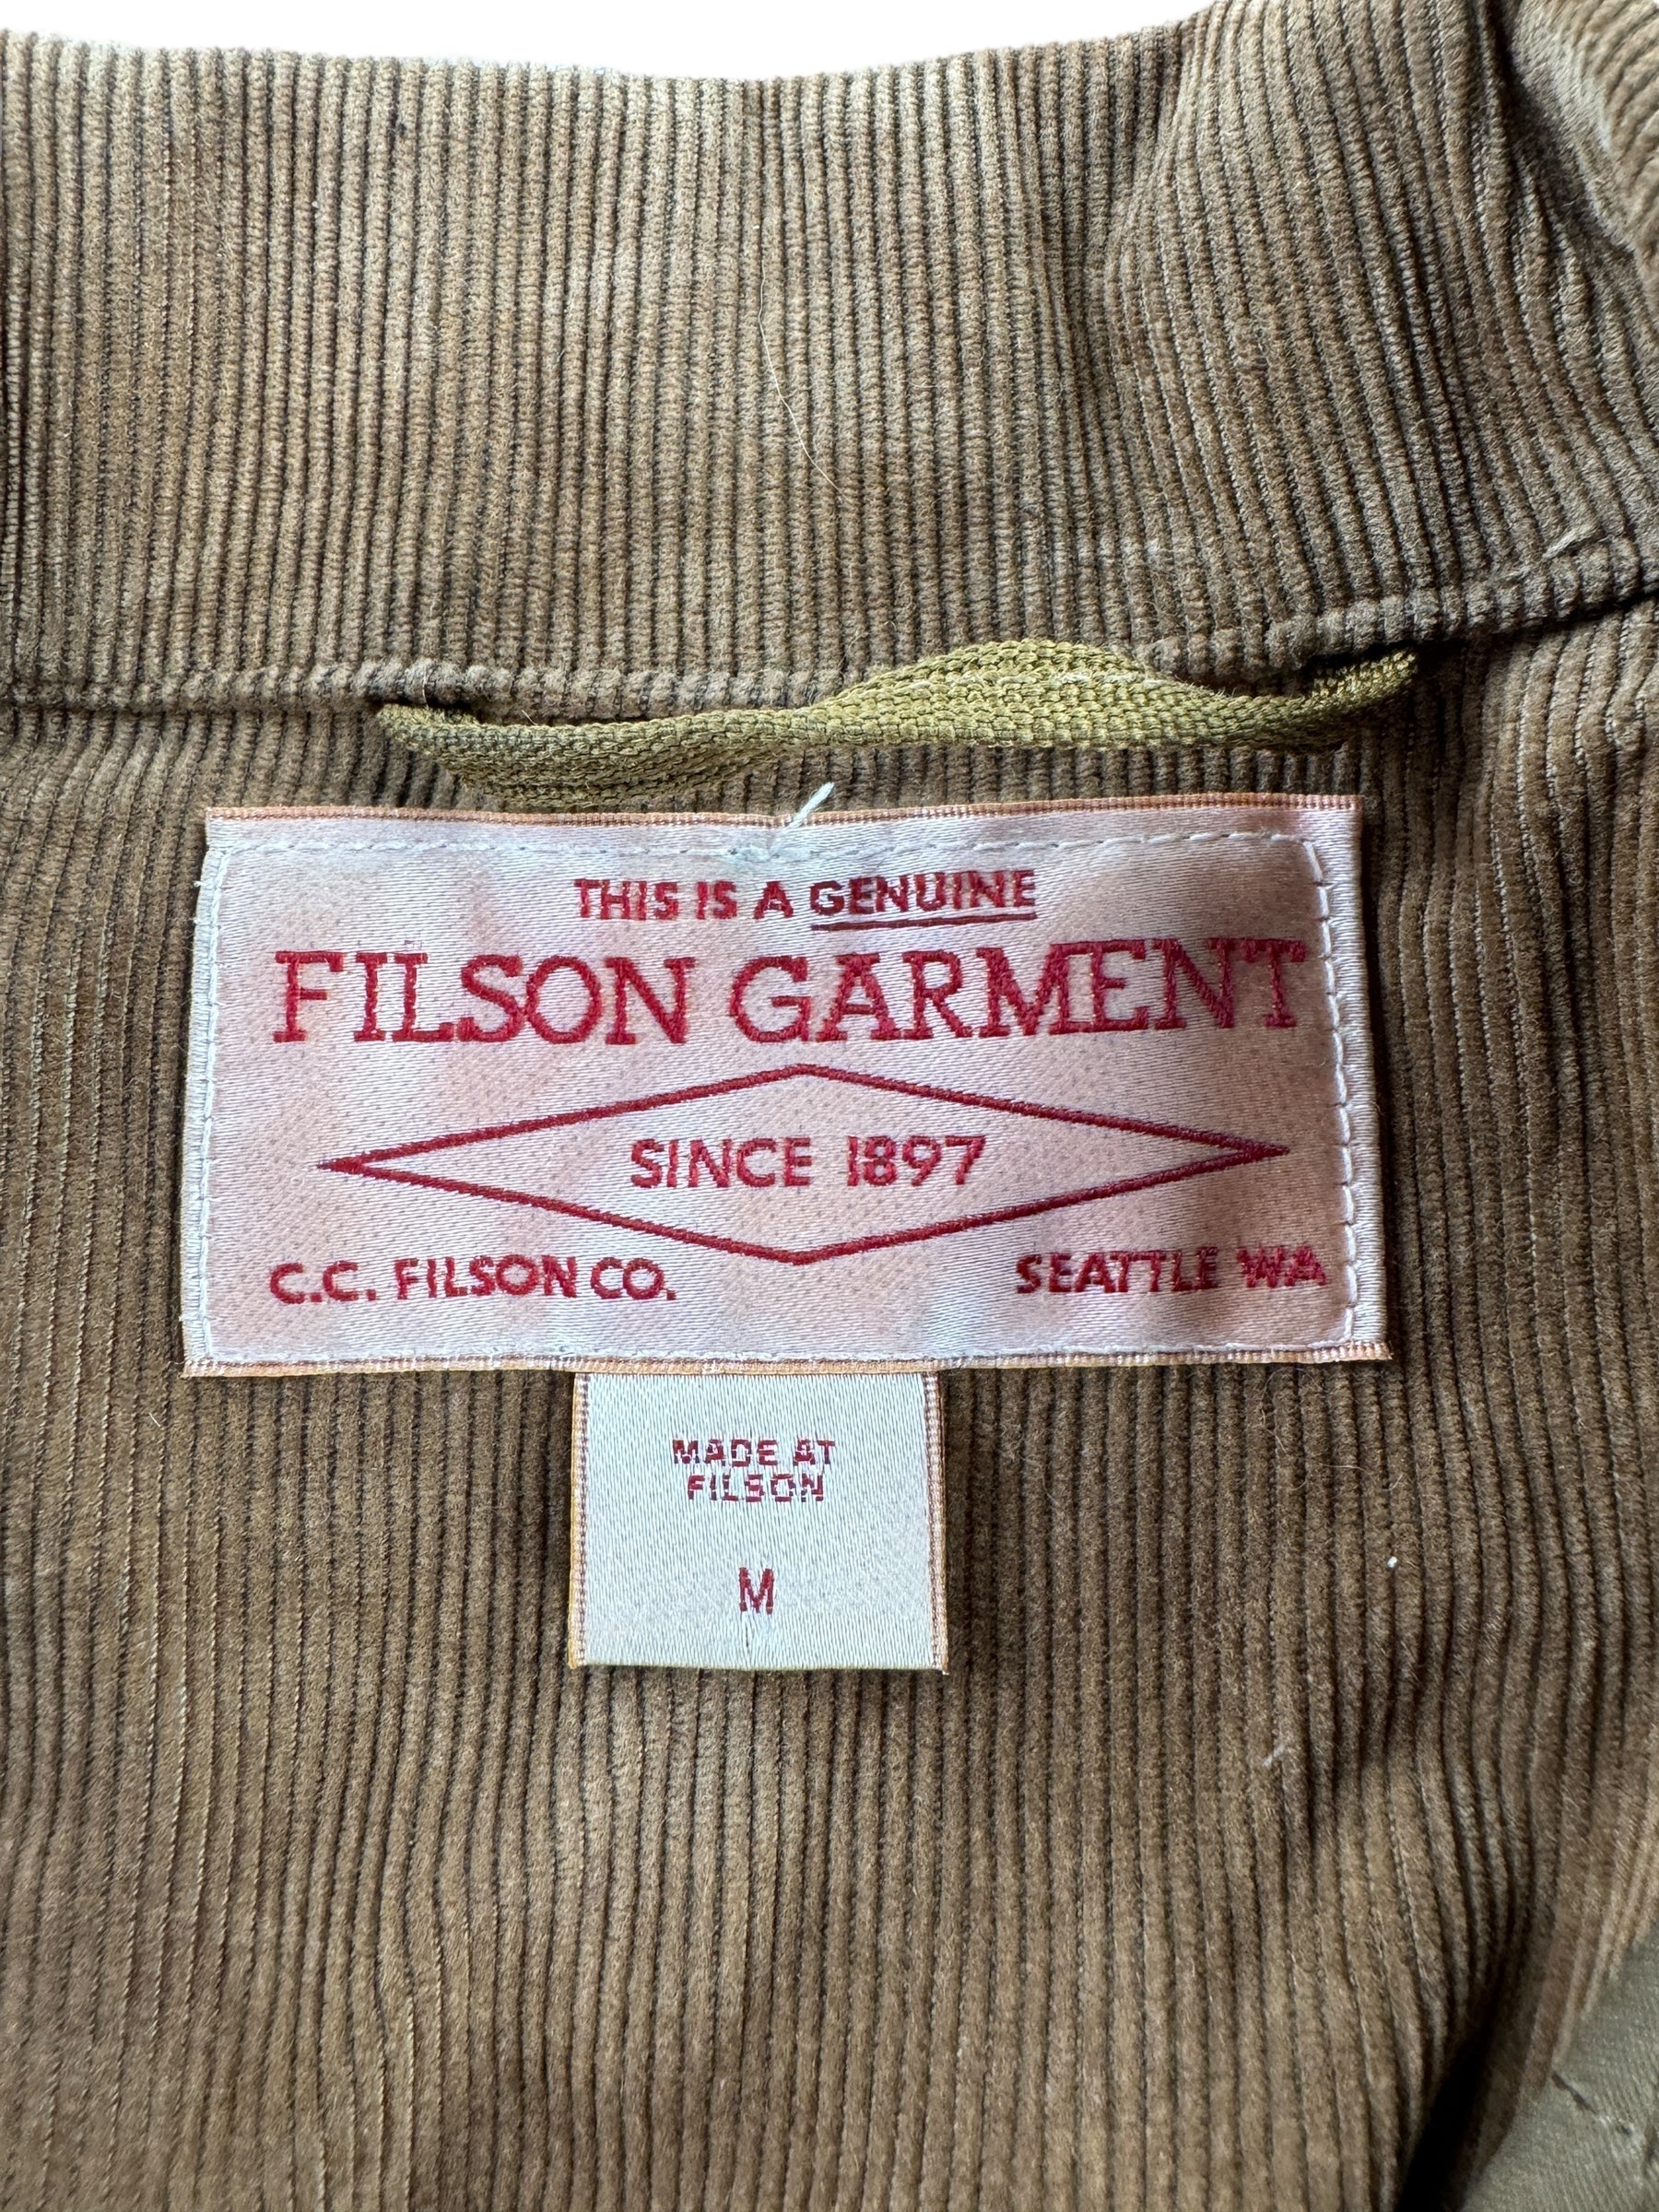 THIS IS A GENUINE
FILSON GARMENT
SINCE 1897
C.C. FILSON CO. SEATTLE WA
MADE AT
FILSON
M